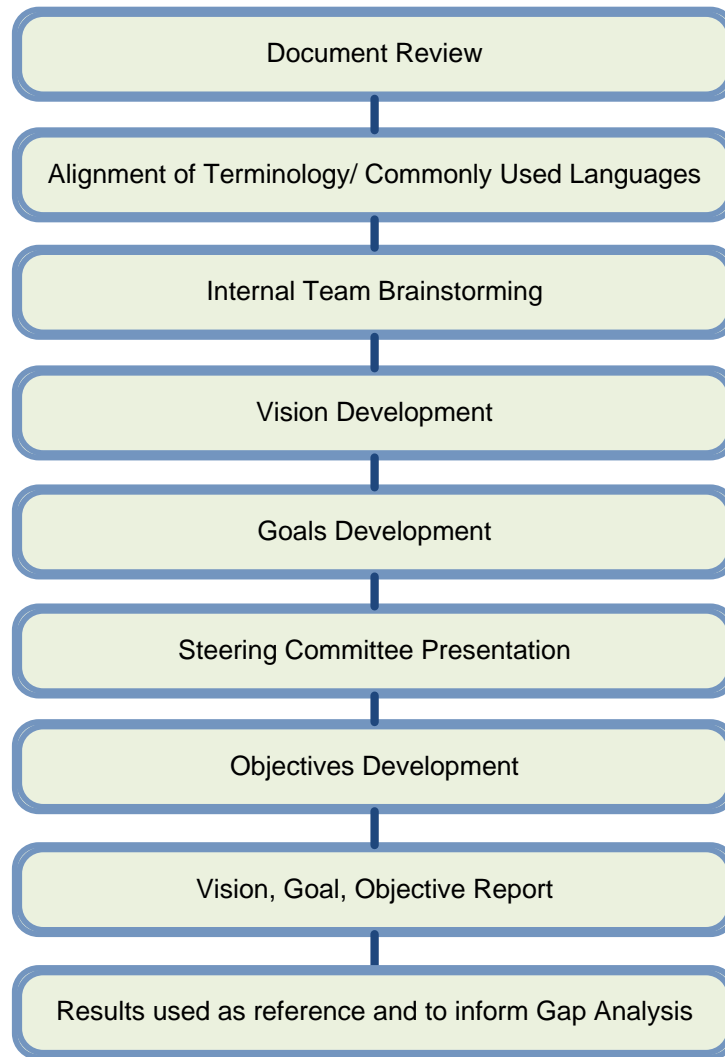 Document Review
Alignment of Terminology/ Commonly Used Languages
Internal Team Brainstorming
Vision Development
Goals Development
Steering Committee Presentation
Objectives Development
Vision, Goal, Objective Report
Results used as reference and to inform Gap Analysis